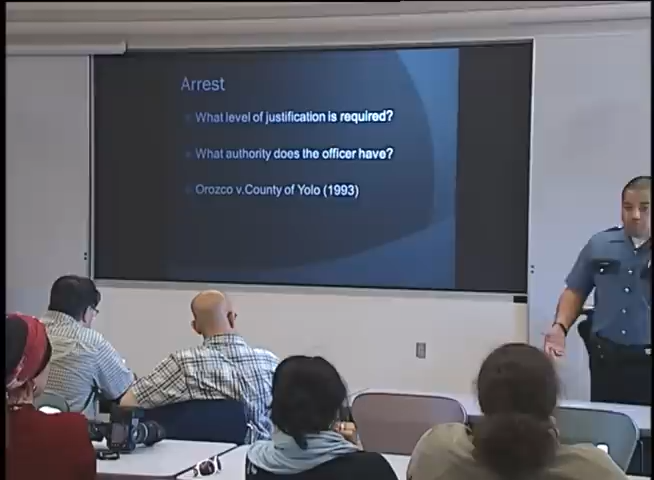 Arrest
What level of justification is required?
What authority does the officer have?
Orozco v.County of Yolo (1993)